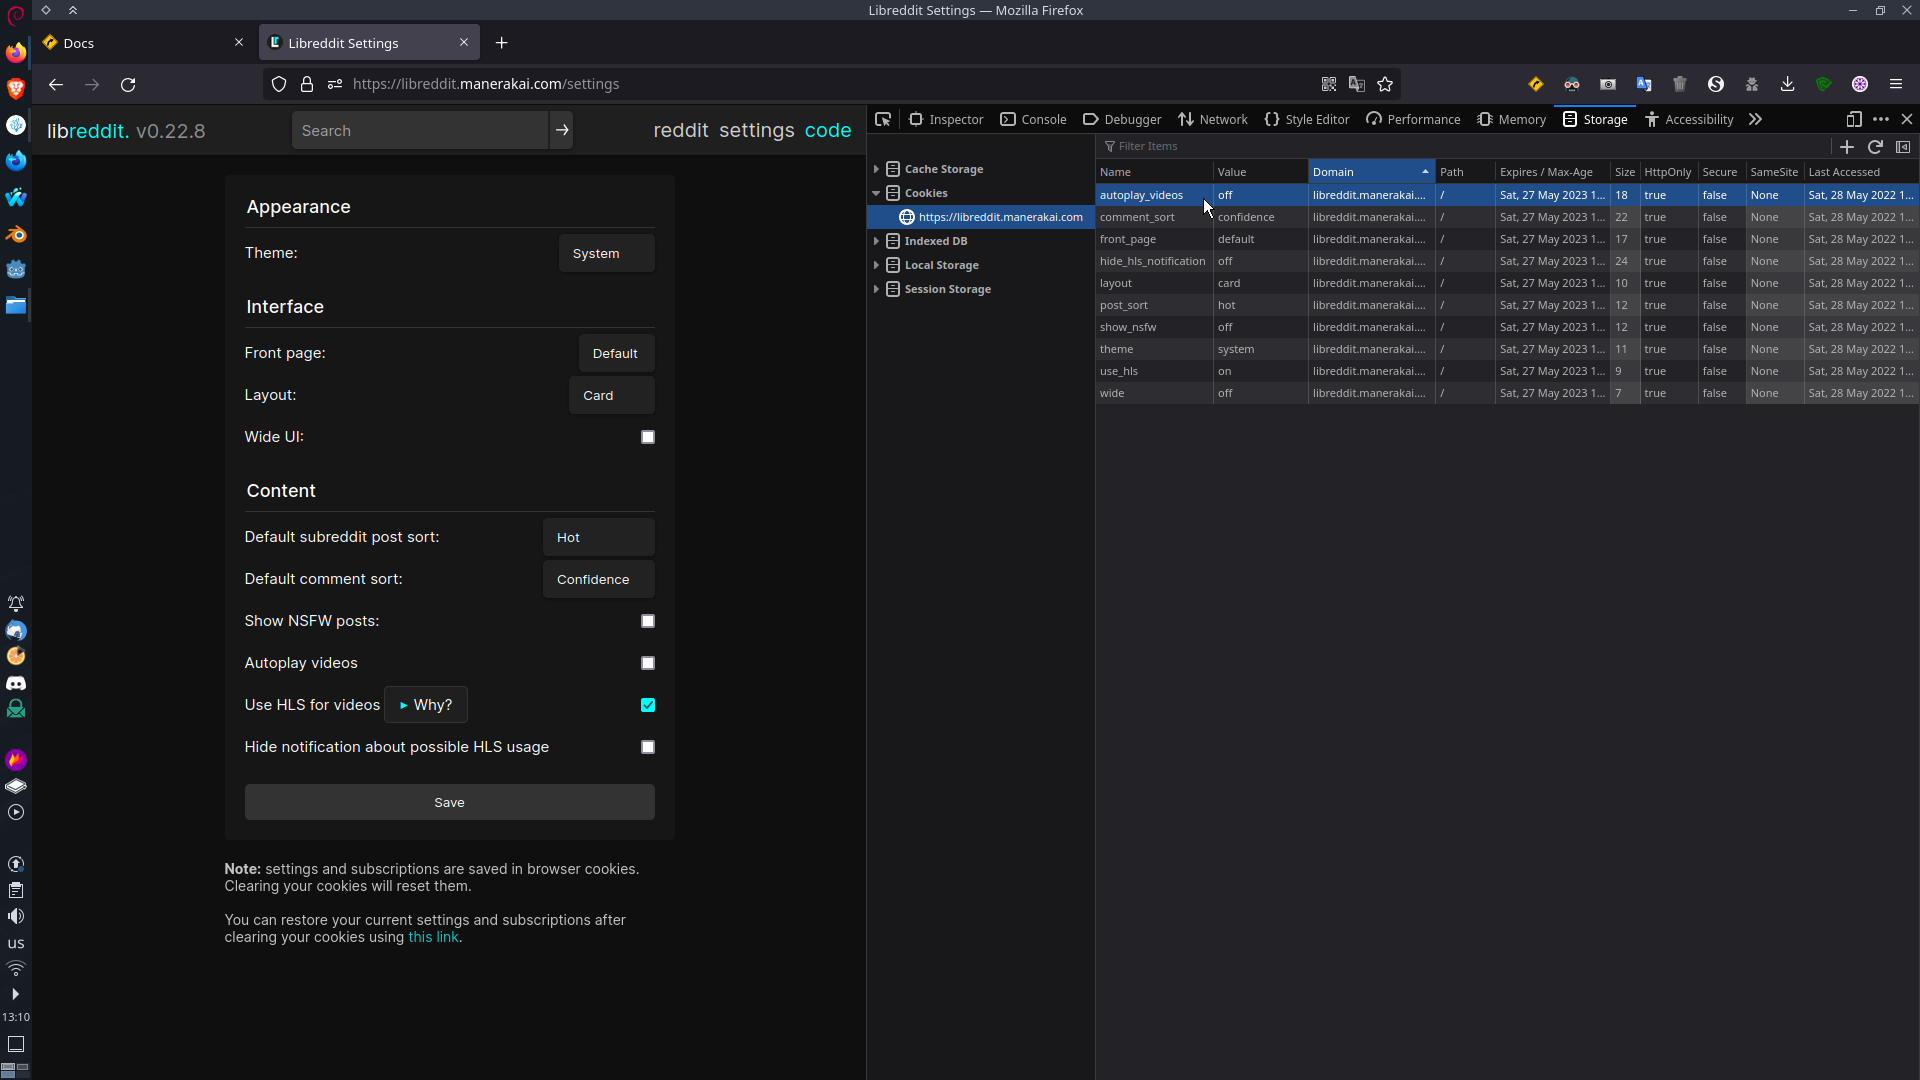 Libreddit Settings — Mozilla Firefox
Docs
Libreddit Settings
https://libreddit.manerakai.com/settings
libreddit. v0.22.8
Search
reddit settings code
Appearance
Theme:
System
Interface
Front page:
Default
Layout:
Card
Wide UI:
Content
Default subreddit post sort:
Hot
Default comment sort:
Confidence
Show NSFW posts:
Autoplay videos
Use HLS for videos
Why?
Hide notification about possible HLS usage
Save
Note: settings and subscriptions are saved in browser cookies.
Clearing your cookies will reset them.
You can restore your current settings and subscriptions after
clearing your cookies using this link.
Inspector Console Debugger Network Style Editor Performance Memory Storage Accessibility
Cache Storage
Cookies
https://libreddit.manerakai.com
Indexed DB
Local Storage
Session Storage
Filter Items
Name Value Domain Path Expires / Max-Age Size HttpOnly Secure SameSite Last Accessed
autoplay_videos off libreddit.manerakai.... / Sat, 27 May 2023 1... 18 true false None Sat, 28 May 2022 1...
comment_sort confidence libreddit.manerakai.... / Sat, 27 May 2023 1... 22 true false None Sat, 28 May 2022 1...
front_page default libreddit.manerakai.... / Sat, 27 May 2023 1... 17 true false None Sat, 28 May 2022 1...
hide_hls_notification off libreddit.manerakai.... / Sat, 27 May 2023 1... 24 true false None Sat, 28 May 2022 1...
layout card libreddit.manerakai.... / Sat, 27 May 2023 1... 10 true false None Sat, 28 May 2022 1...
post_sort hot libreddit.manerakai.... / Sat, 27 May 2023 1... 12 true false None Sat, 28 May 2022 1...
show_nsfw off libreddit.manerakai.... / Sat, 27 May 2023 1... 12 true false None Sat, 28 May 2022 1...
theme system libreddit.manerakai.... / Sat, 27 May 2023 1... 11 true false None Sat, 28 May 2022 1...
use_hls on libreddit.manerakai.... / Sat, 27 May 2023 1... 9 true false None Sat, 28 May 2022 1...
wide off libreddit.manerakai.... / Sat, 27 May 2023 1... 7 true false None Sat, 28 May 2022 1...
us
13:10